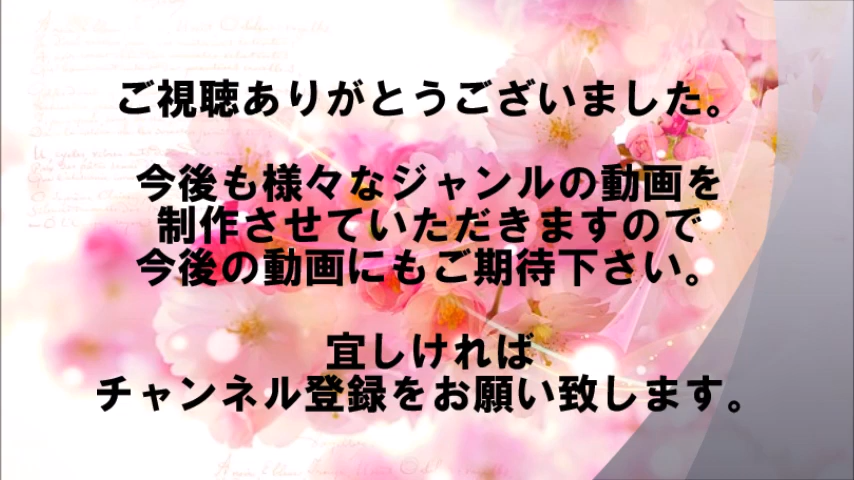 ご視聴ありがとうございました。
今後も様々なジャンルの動画を
制作させていただきますので
今後の動画にもご期待下さい。
宜しければ
チャンネル登録をお願い致します。